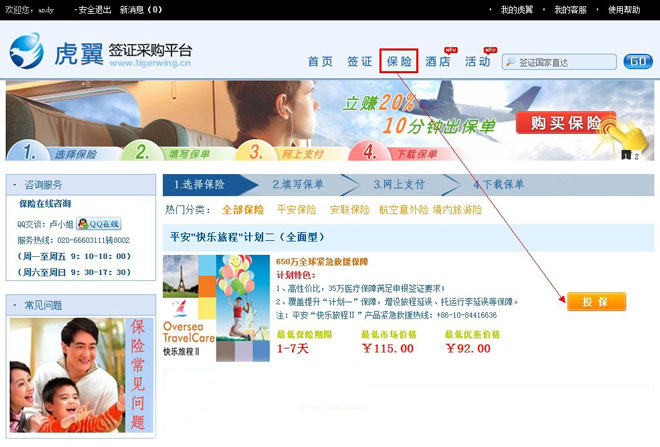 欢迎您，andy ·安全退出 新消息（0） · 我的虎翼 · 我的客服 · 使用帮助
虎翼 签证采购平台
www.tigerwing.cn
首页 签证 保险 酒店 NEW 活动 NEW 签证国家直达 GO
立赚20%
10分钟出保单
购买保险
1. 选择保险 2. 填写保单 3. 网上支付 4. 下载保单
2
· 咨询服务
保险在线咨询
QQ交谈：卢小姐 QQ在线
服务热线：020-66603111转8002
（周一至周五 9：10-18：00）
（周六至周日 9：30-17：30）
· 常见问题
保险常见问题
1.选择保险 2.填写保单 3.网上支付 4.下载保单
热门分类： 全部保险 平安保险 安联保险 航空意外险 境内旅游险
平安"快乐旅程"计划二（全面型）
Oversea
TravelCare
快乐旅程Ⅱ
650万全球紧急救援保障
计划特色：
1、高性价比，35万医疗保障满足申根签证要求；
2、覆盖提升“计划一”保障，增设旅程延误、托运行李延误等保障。
注：平安“快乐旅程Ⅱ”产品紧急救援热线：+86-10-84416636
最低保险期限 最低市场价格 最低优惠价格
1-7天 ￥115.00 ￥92.00
投保